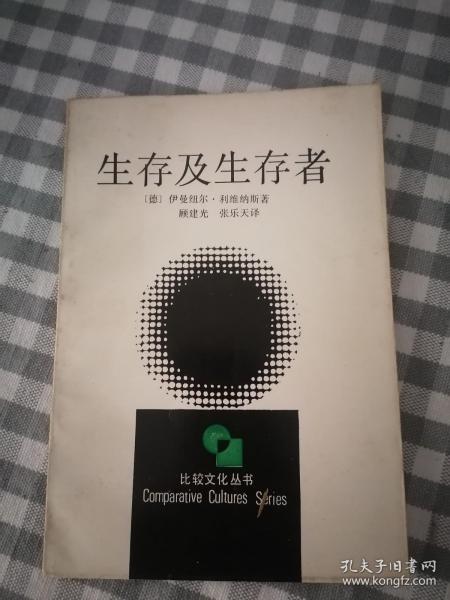 生存及生存者
〔德〕伊曼纽尔·利维纳斯著
顾建光 张乐天译
比较文化丛书
Comparative Cultures Series
孔夫子旧书网
www.kongfz.com